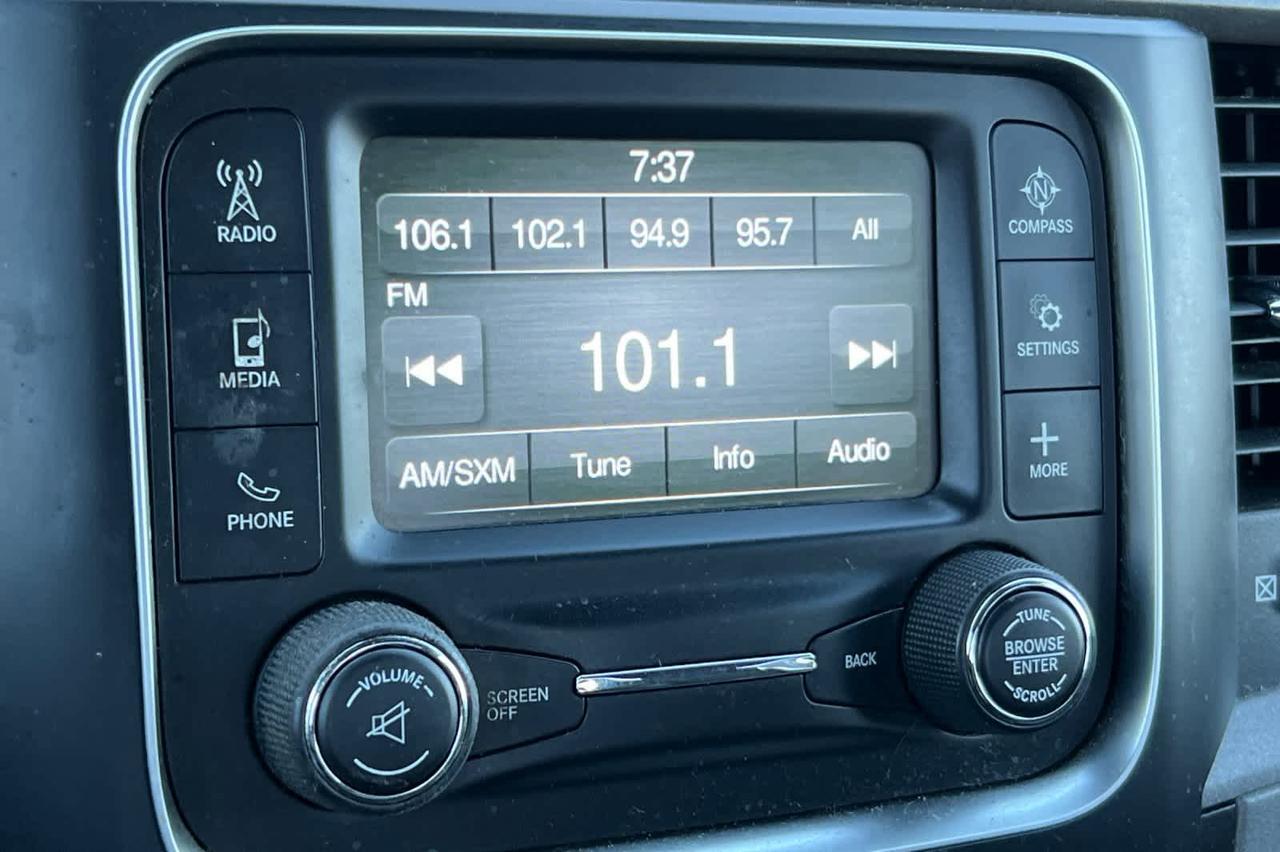 7:37
106.1 102.1 94.9 95.7 All
FM
101.1
AM/SXM Tune Info Audio
RADIO
MEDIA
PHONE
N
COMPASS
SETTINGS
MORE
VOLUME
SCREEN
OFF
BACK
TUNE
BROWSE
ENTER
SCROLL